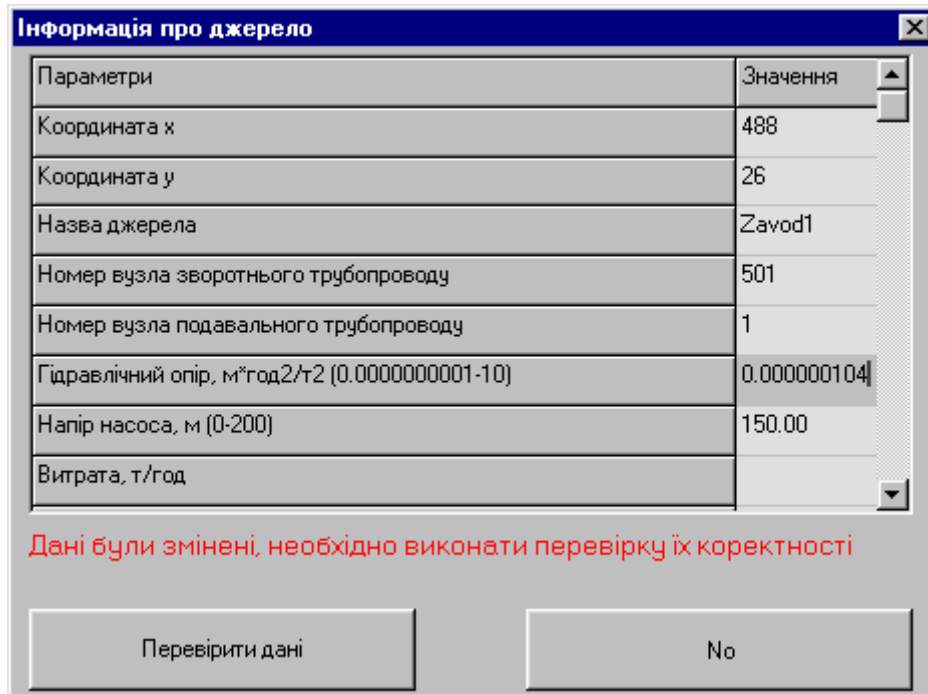 Інформація про джерело
Параметри Значення
Координата x 488
Координата y 26
Назва джерела Zavod1
Номер вузла зворотнього трубопроводу 501
Номер вузла подавального трубопроводу 1
Гідравлічний опір, м*год2/т2 (0.0000000001-10) 0.000000104
Напір насоса, м (0-200) 150.00
Витрата, т/год
Дані були змінені, необхідно виконати перевірку їх коректності
Перевірити дані No